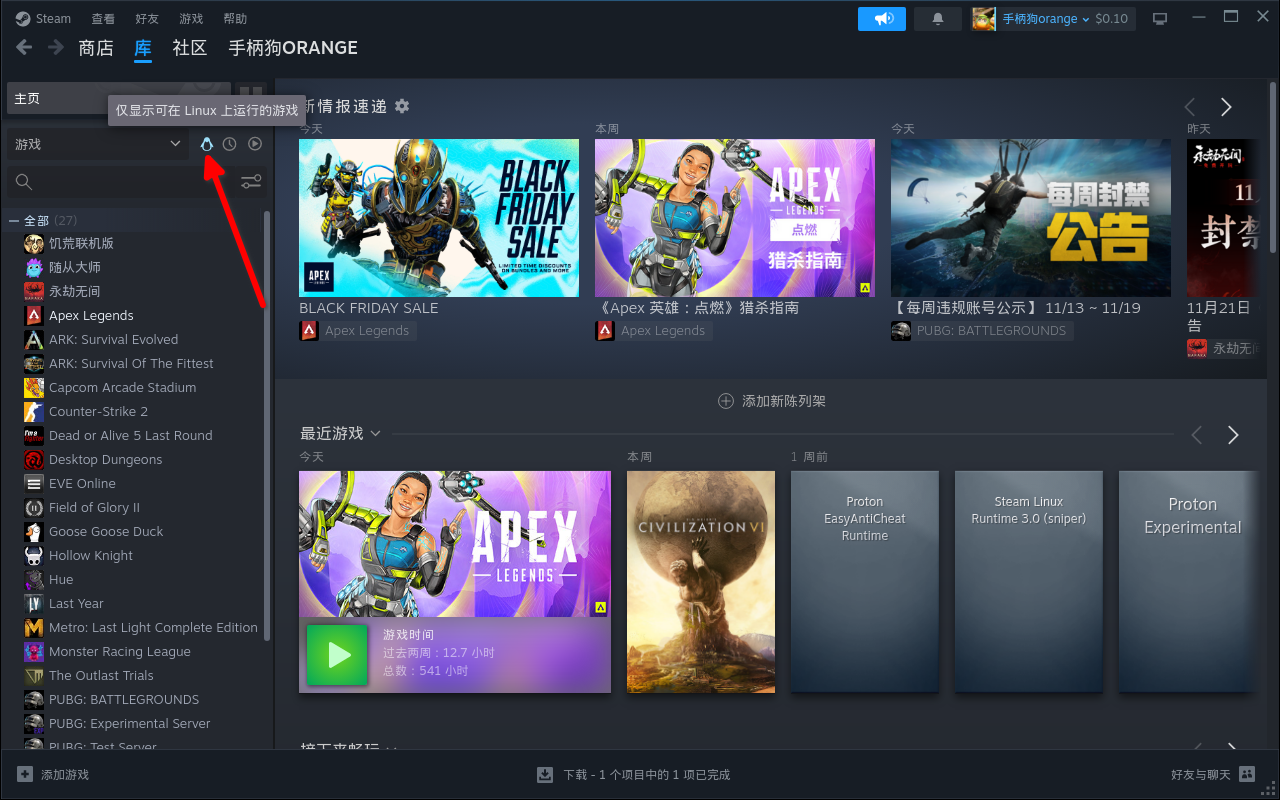 Steam 查看 好友 游戏 帮助
手柄狗orange $0.10
商店 库 社区 手柄狗ORANGE
主页
仅显示可在 Linux 上运行的游戏
游戏
全部 (27)
饥荒联机版
随从大师
永劫无间
Apex Legends
ARK: Survival Evolved
ARK: Survival Of The Fittest
Capcom Arcade Stadium
Counter-Strike 2
Dead or Alive 5 Last Round
Desktop Dungeons
EVE Online
Field of Glory II
Goose Goose Duck
Hollow Knight
Hue
Last Year
Metro: Last Light Complete Edition
Monster Racing League
The Outlast Trials
PUBG: BATTLEGROUNDS
PUBG: Experimental Server
PUBG: Test Server
新情报速递
今天
BLACK
FRIDAY
SALE
LIMITED TIME DISCOUNTS
ON BUNDLES AND MORE
APEX
BLACK FRIDAY SALE
Apex Legends
本周
APEX
LEGENDS
点燃
猎杀指南
《Apex 英雄：点燃》猎杀指南
Apex Legends
今天
每周封禁
公告
【每周违规账号公示】 11/13 ~ 11/19
PUBG: BATTLEGROUNDS
昨天
永劫无间
11
封禁
11月21日
告
永劫无间
添加新陈列架
最近游戏
今天
APEX
LEGENDS
游戏时间
过去两周：12.7 小时
总数：541 小时
本周
CIVILIZATION VI
1 周前
Proton
EasyAntiCheat
Runtime
Steam Linux
Runtime 3.0 (sniper)
Proton
Experimental
接下来畅玩
添加游戏
下载 - 1 个项目中的 1 项已完成
好友与聊天